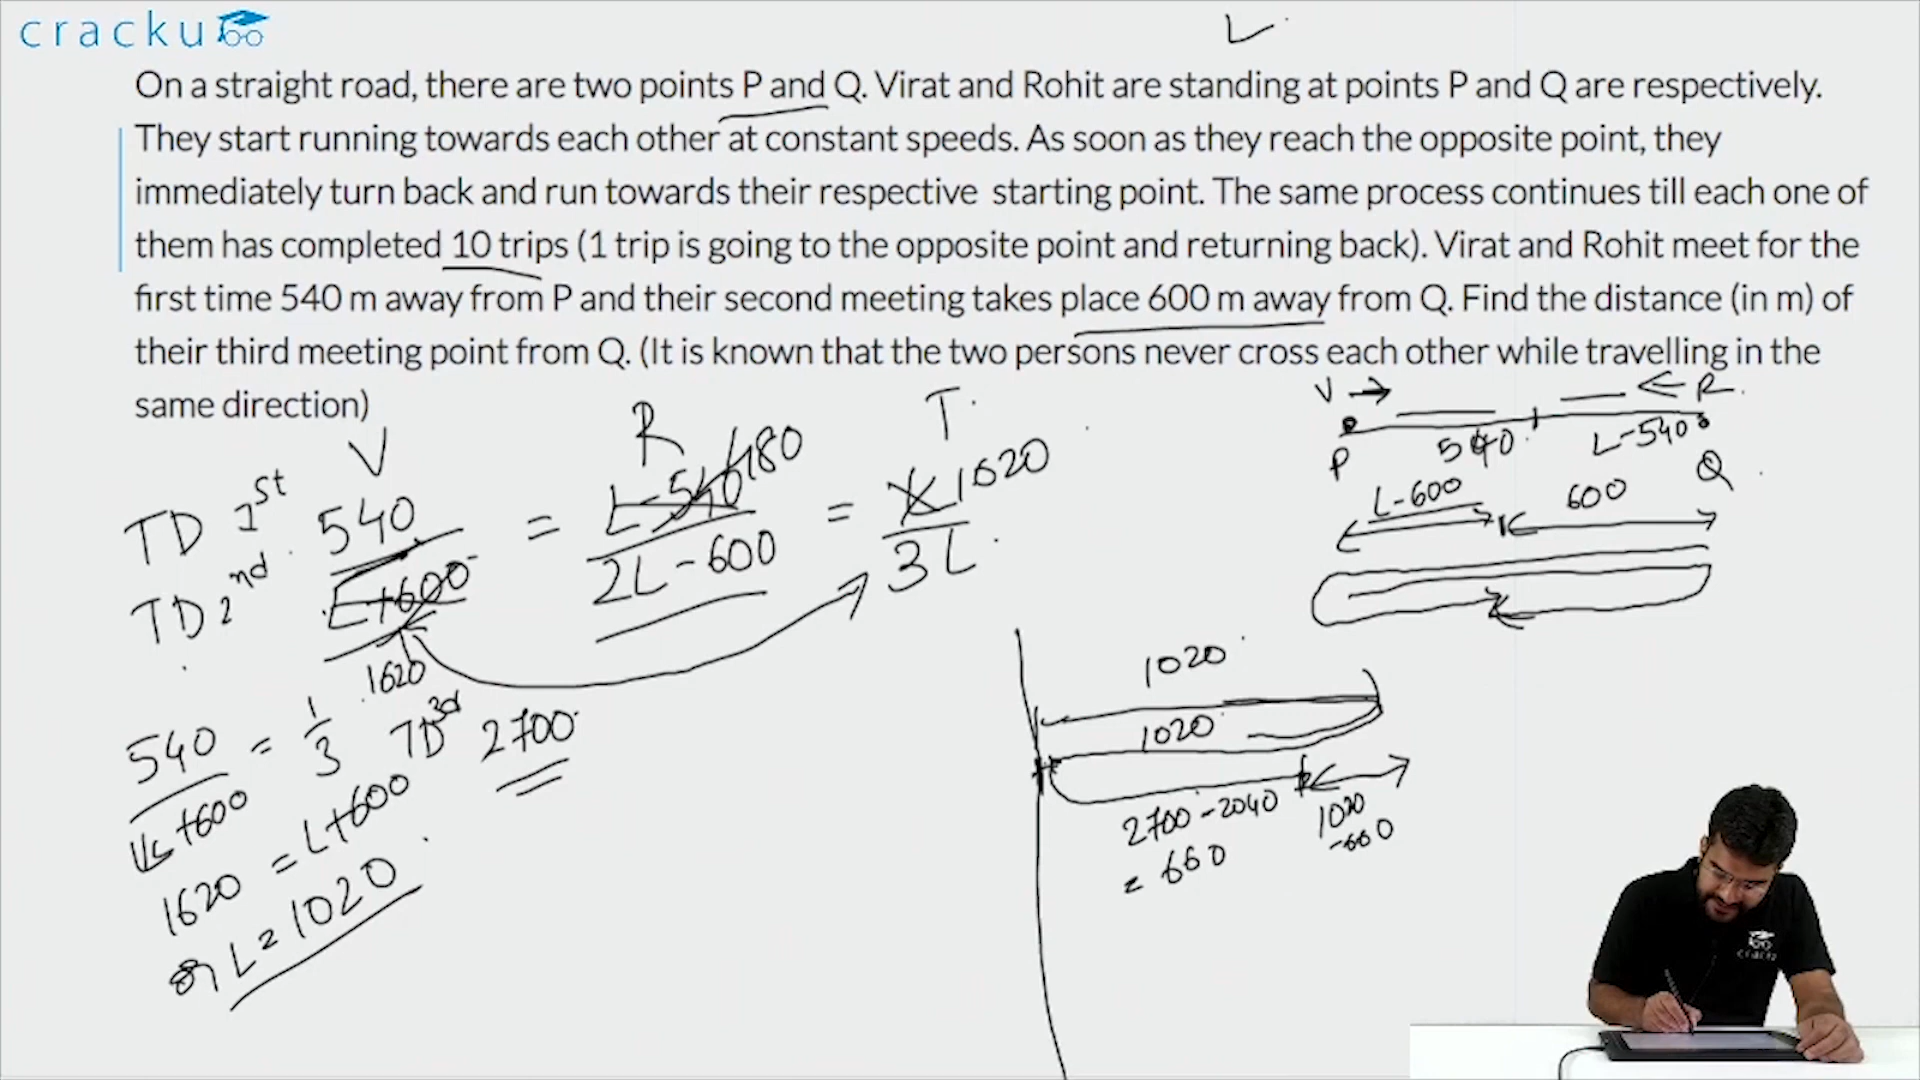 cracku
L
On a straight road, there are two points P and Q. Virat and Rohit are standing at points P and Q are respectively.
They start running towards each other at constant speeds. As soon as they reach the opposite point, they
immediately turn back and run towards their respective starting point. The same process continues till each one of
them has completed 10 trips (1 trip is going to the opposite point and returning back). Virat and Rohit meet for the
first time 540 m away from P and their second meeting takes place 600 m away from Q. Find the distance (in m) of
their third meeting point from Q. (It is known that the two persons never cross each other while travelling in the
same direction)
V R T
TD 1st 540 = L-540 480 = L 1020
TD 2nd L+600 2L-600 3L
1620
540 = 1
L+600 3
TD 3rd 2700
1620 = L+600
or L = 1020
V → ← R
P 540 L-540 Q
L-600 600
1020
1020
2700-2040 1020
= 660 -660
cracku